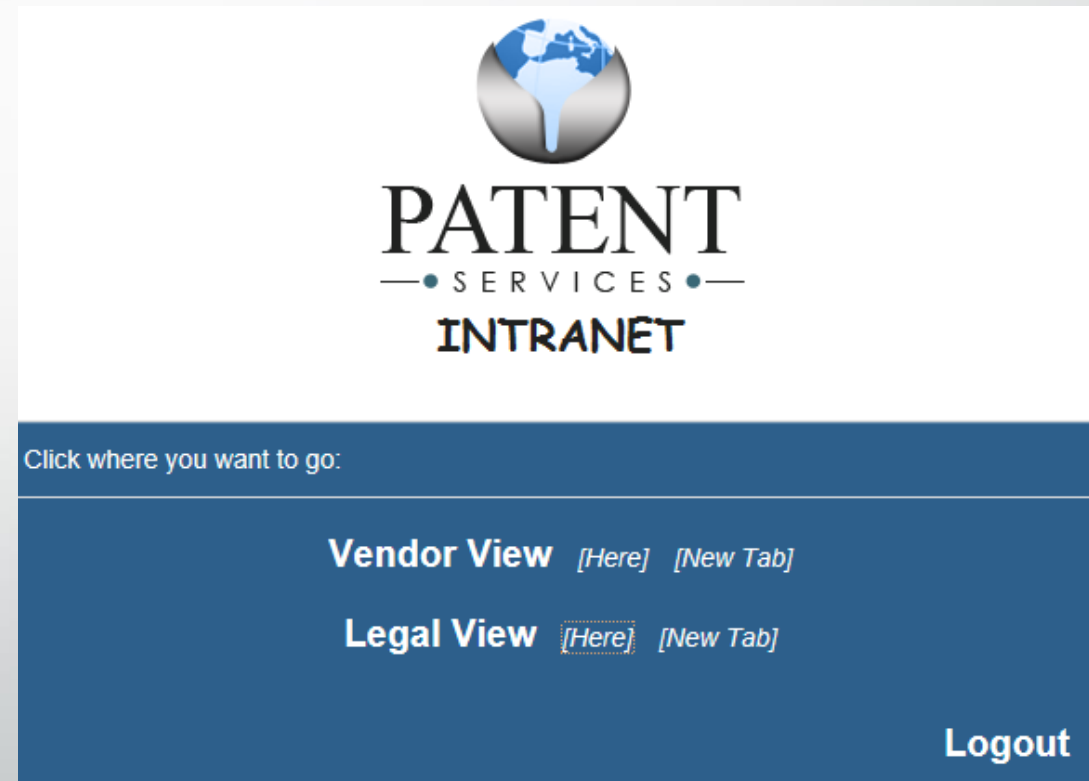 PATENT
SERVICES
INTRANET
Click where you want to go:
Vendor View [Here] [New Tab]
Legal View [Here] [New Tab]
Logout